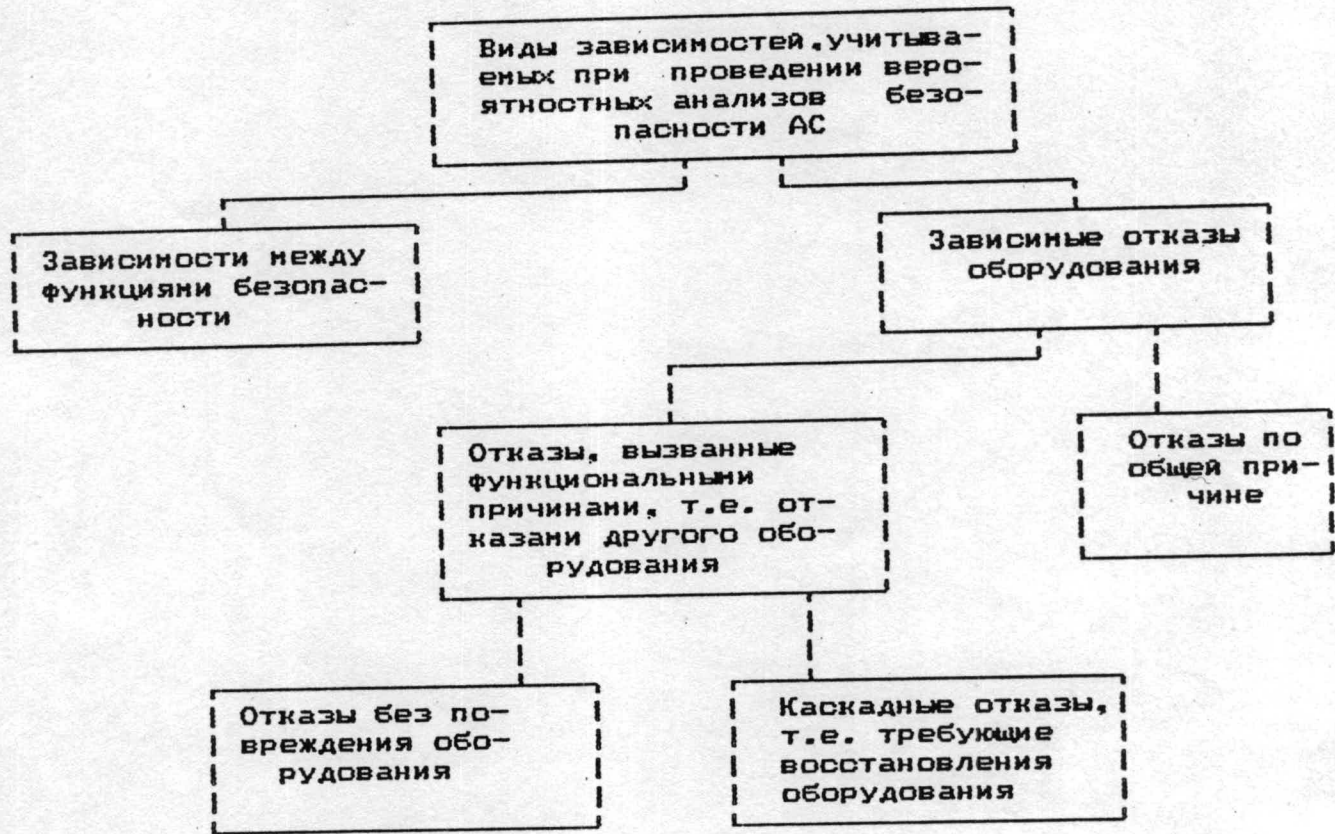 Виды зависимостей, учитыва-
емых при проведении веро-
ятностных анализов безо-
пасности АС
Зависимости между
функциями безопас-
ности
Зависимые отказы
оборудования
Отказы, вызванные
функциональными
причинами, т.е. от-
казами другого обо-
рудования
Отказы по
общей при-
чине
Отказы без по-
вреждения обо-
рудования
Каскадные отказы,
т.е. требующие
восстановления
оборудования